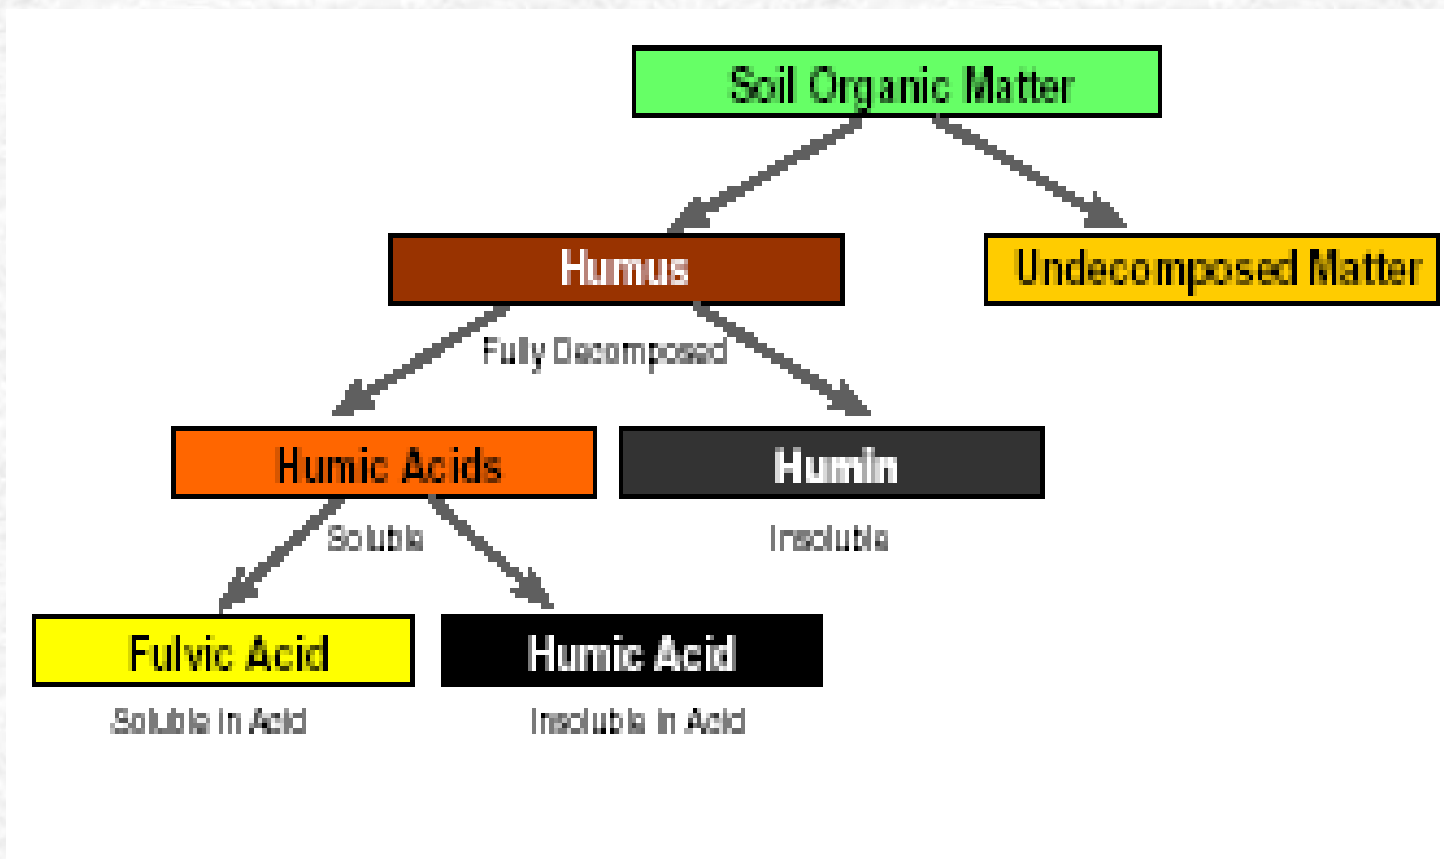 Soil Organic Matter
Humus
Undecomposed Matter
Fully Decomposed
Humic Acids
Humin
Soluble
Insoluble
Fulvic Acid
Humic Acid
Soluble in Acid
Insoluble in Acid